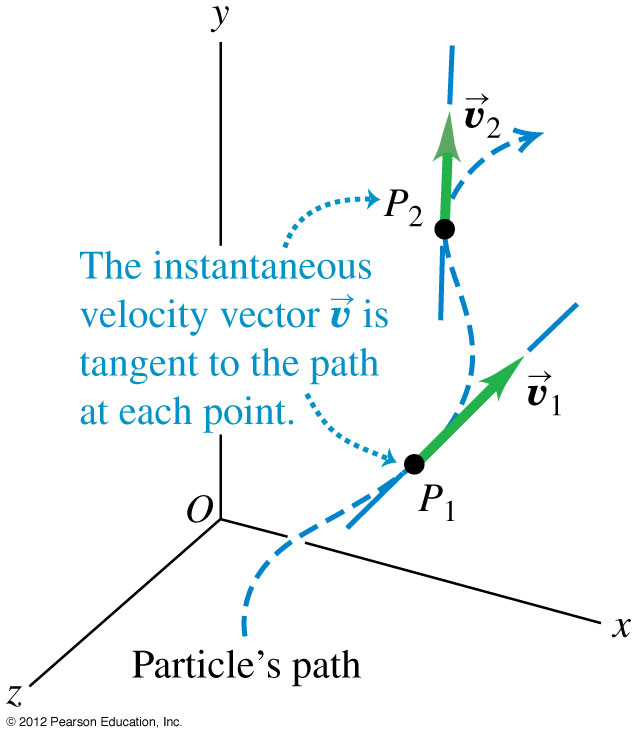 y
v⃗₂
P₂
The instantaneous
velocity vector v⃗ is
tangent to the path
at each point.
v⃗₁
P₁
O
x
Particle's path
z
© 2012 Pearson Education, Inc.